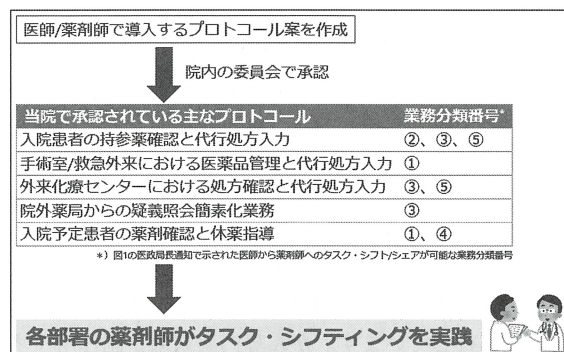 医師/薬剤師で導入するプロトコール案を作成
院内の委員会で承認
当院で承認されている主なプロトコール 業務分類番号*
入院患者の持参薬確認と代行処方入力 ②、③、⑤
手術室/救急外来における医薬品管理と代行処方入力 ①
外来化療センターにおける処方確認と代行処方入力 ③、⑤
院外薬局からの疑義照会簡素化業務 ③
入院予定患者の薬剤確認と休薬指導 ①、④
*）図1の医政局長通知で示された医師から薬剤師へのタスク・シフト/シェアが可能な業務分類番号
各部署の薬剤師がタスク・シフティングを実践